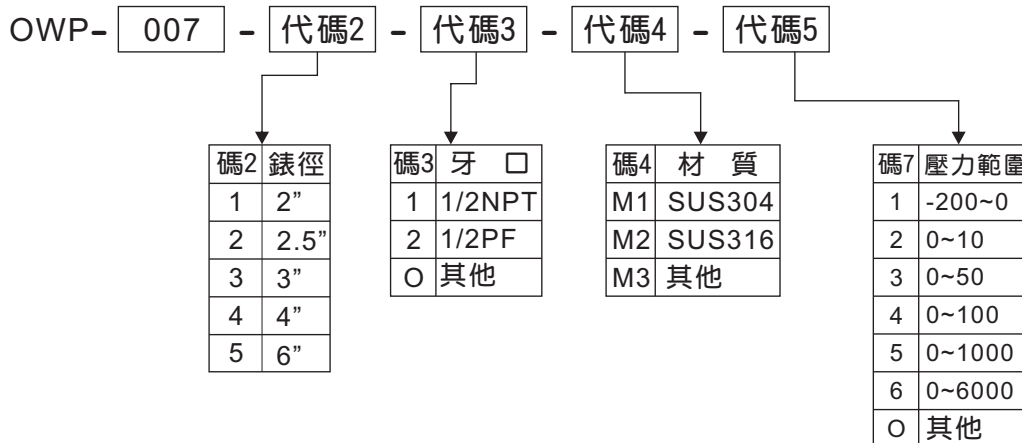 OWP- 007 - 代碼2 - 代碼3 - 代碼4 - 代碼5
碼2 錶徑
1 2”
2 2.5”
3 3”
4 4”
5 6”
碼3 牙 口
1 1/2NPT
2 1/2PF
O 其他
碼4 材 質
M1 SUS304
M2 SUS316
M3 其他
碼7 壓力範圍
1 -200~0
2 0~10
3 0~50
4 0~100
5 0~1000
6 0~6000
O 其他